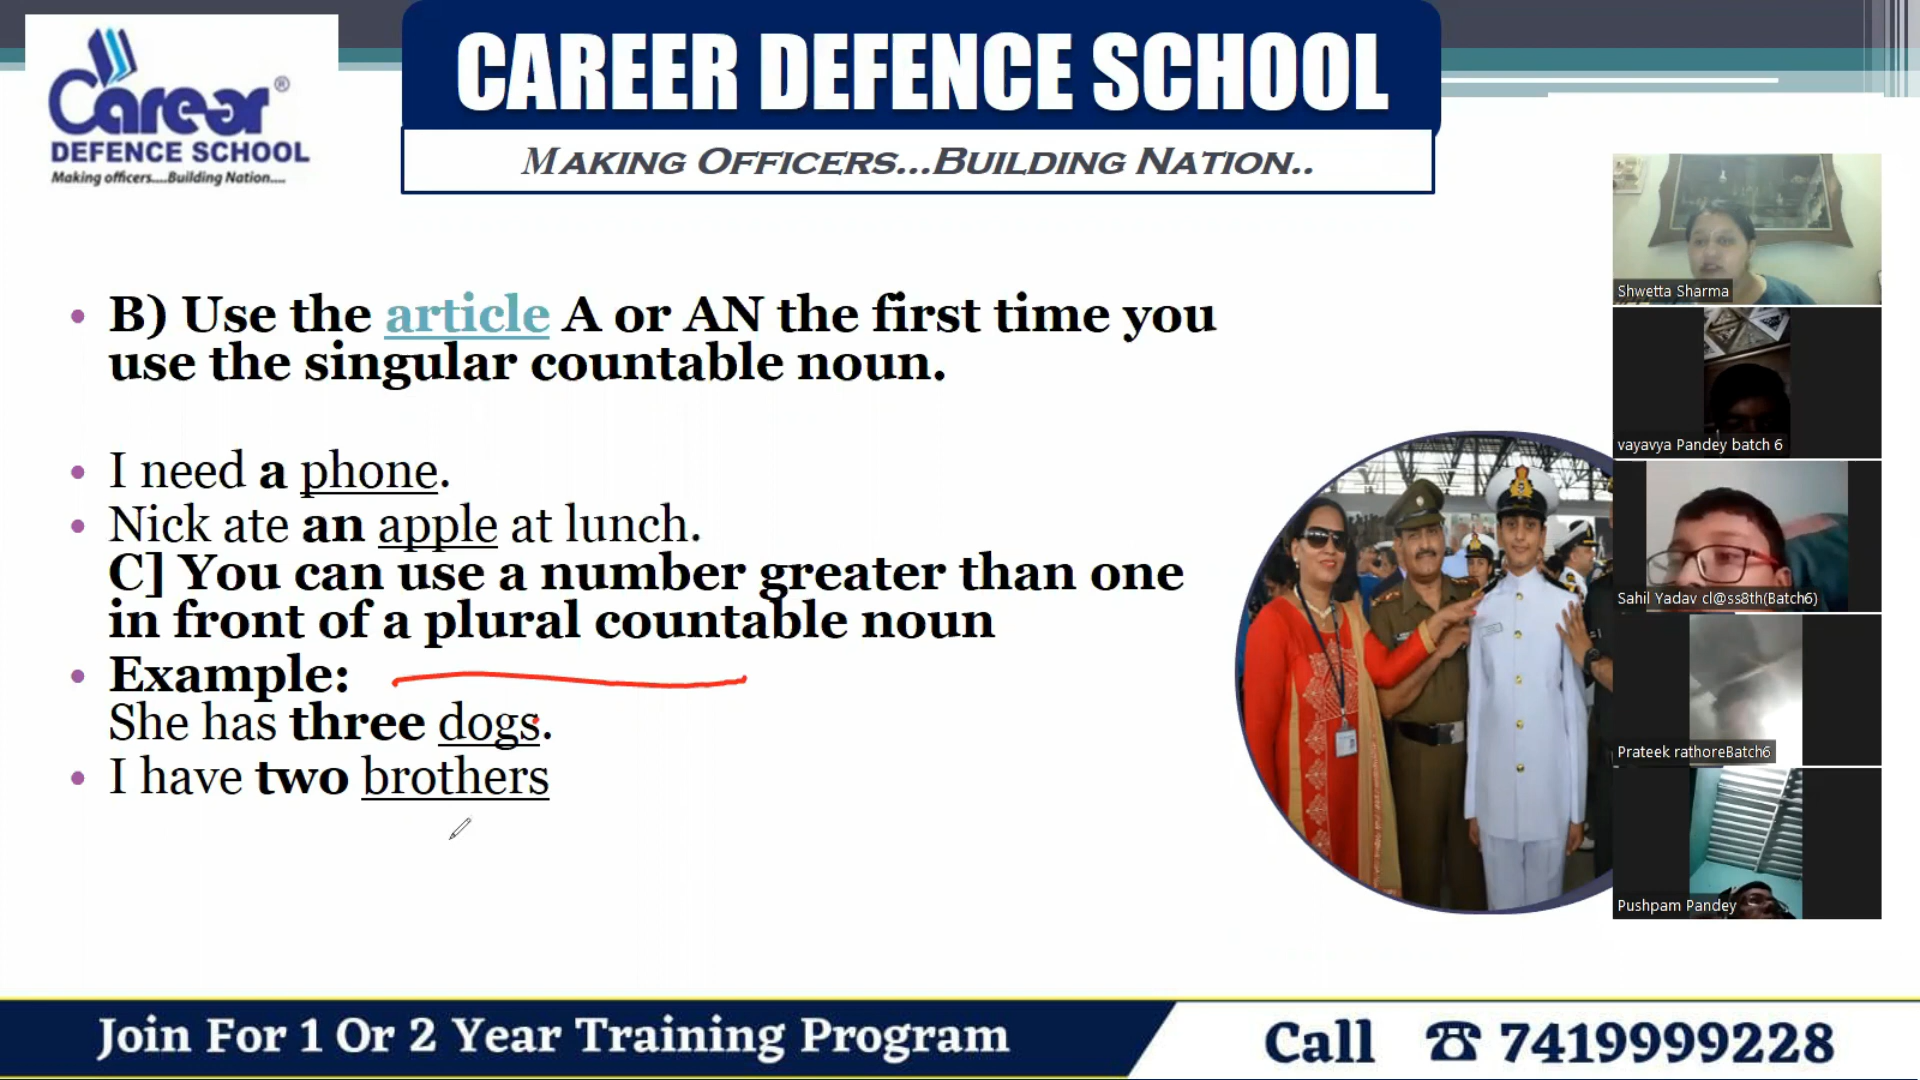 Career®
DEFENCE SCHOOL
Making officers....Building Nation....
CAREER DEFENCE SCHOOL
MAKING OFFICERS...BUILDING NATION..
• B) Use the article A or AN the first time you
use the singular countable noun.
• I need a phone.
• Nick ate an apple at lunch.
C] You can use a number greater than one
in front of a plural countable noun
• Example:
She has three dogs.
• I have two brothers
Shwetta Sharma
vayavya Pandey batch 6
Sahil Yadav cl@ss8th(Batch6)
Prateek rathoreBatch6
Pushpam Pandey
Join For 1 Or 2 Year Training Program
Call ☎ 7419999228